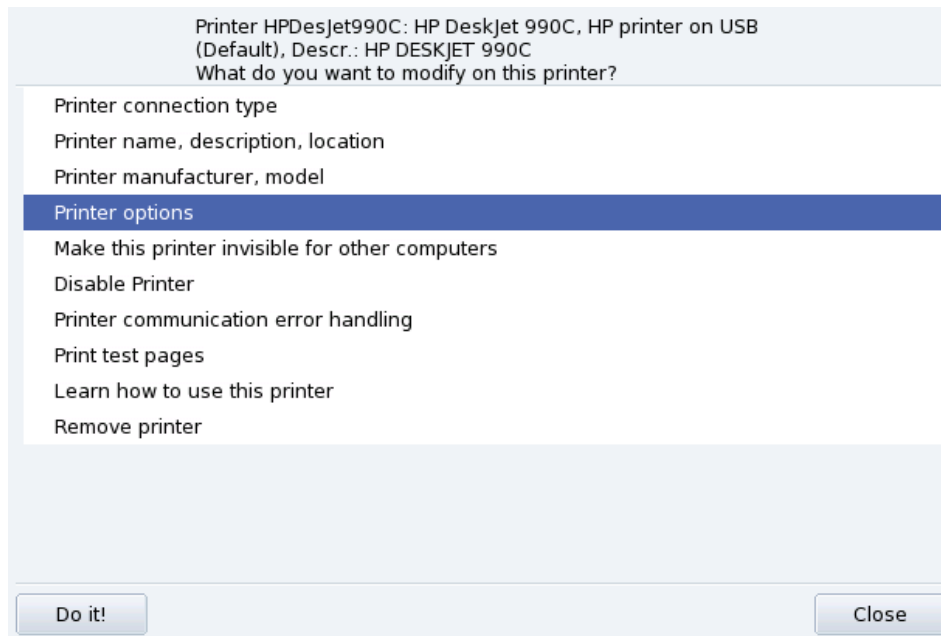 Printer HPDesJet990C: HP DeskJet 990C, HP printer on USB
(Default), Descr.: HP DESKJET 990C
What do you want to modify on this printer?
Printer connection type
Printer name, description, location
Printer manufacturer, model
Printer options
Make this printer invisible for other computers
Disable Printer
Printer communication error handling
Print test pages
Learn how to use this printer
Remove printer
Do it!
Close